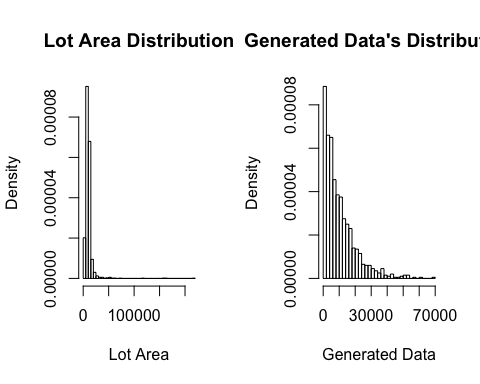 Lot Area Distribution
Density
0.00000 0.00004 0.00008
0 100000
Lot Area
Generated Data's Distribut
Density
0.00000 0.00004 0.00008
0 30000 70000
Generated Data